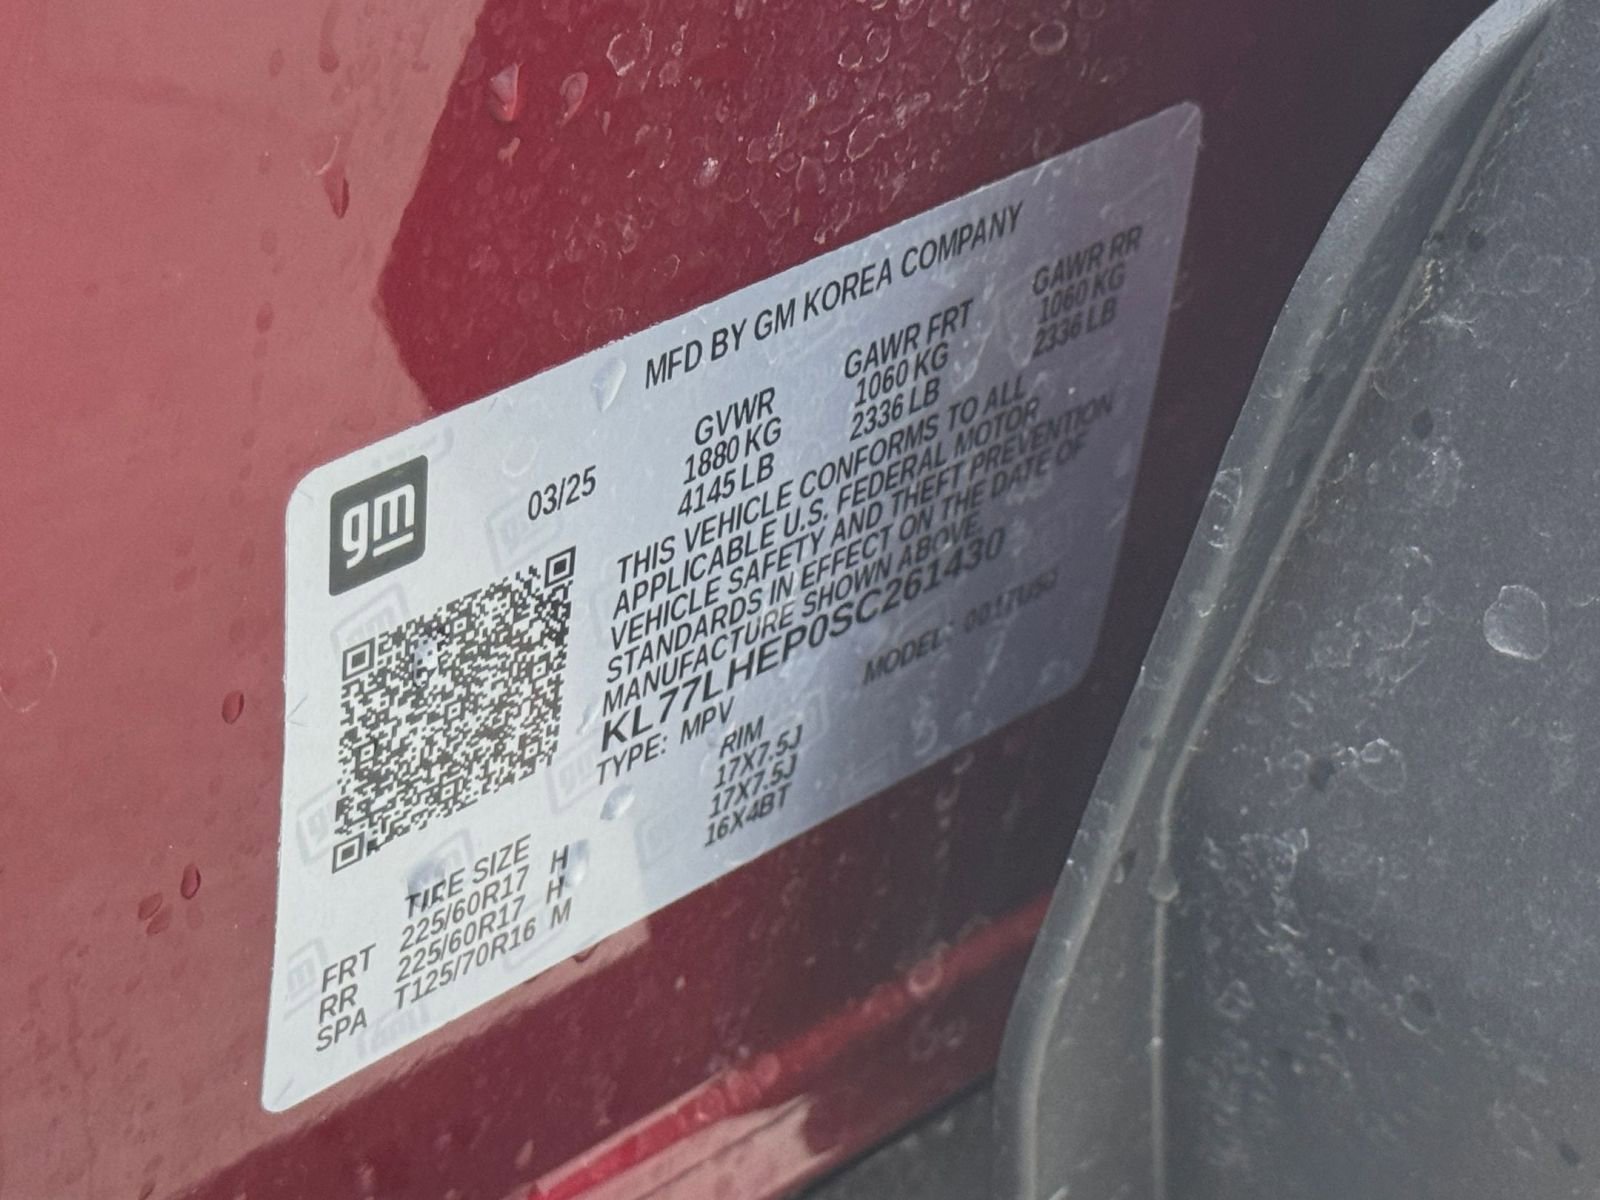 MFD BY GM KOREA COMPANY
gm
03/25
GVWR GAWR FRT GAWR RR
1880 KG 1060 KG 1060 KG
4145 LB 2336 LB 2336 LB
THIS VEHICLE CONFORMS TO ALL
APPLICABLE U.S. FEDERAL MOTOR
VEHICLE SAFETY AND THEFT PREVENTION
STANDARDS IN EFFECT ON THE DATE OF
MANUFACTURE SHOWN ABOVE.
KL77LHEP0SC261430
TYPE: MPV MODEL:
TIRE SIZE RIM
FRT 225/60R17 H 17X7.5J
RR 225/60R17 H 17X7.5J
SPA T125/70R16 M 16X4BT